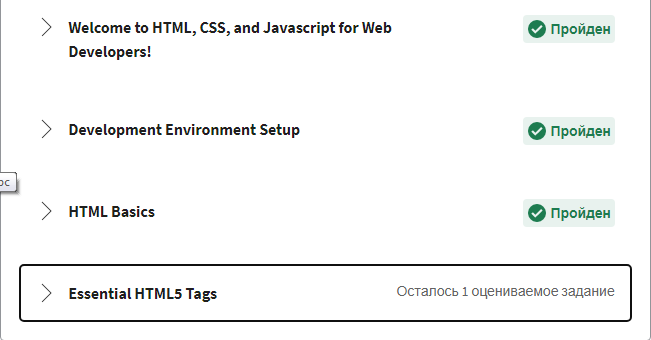 Welcome to HTML, CSS, and Javascript for Web
Developers!
Пройден
Development Environment Setup
Пройден
ос
HTML Basics
Пройден
Essential HTML5 Tags
Осталось 1 оцениваемое задание